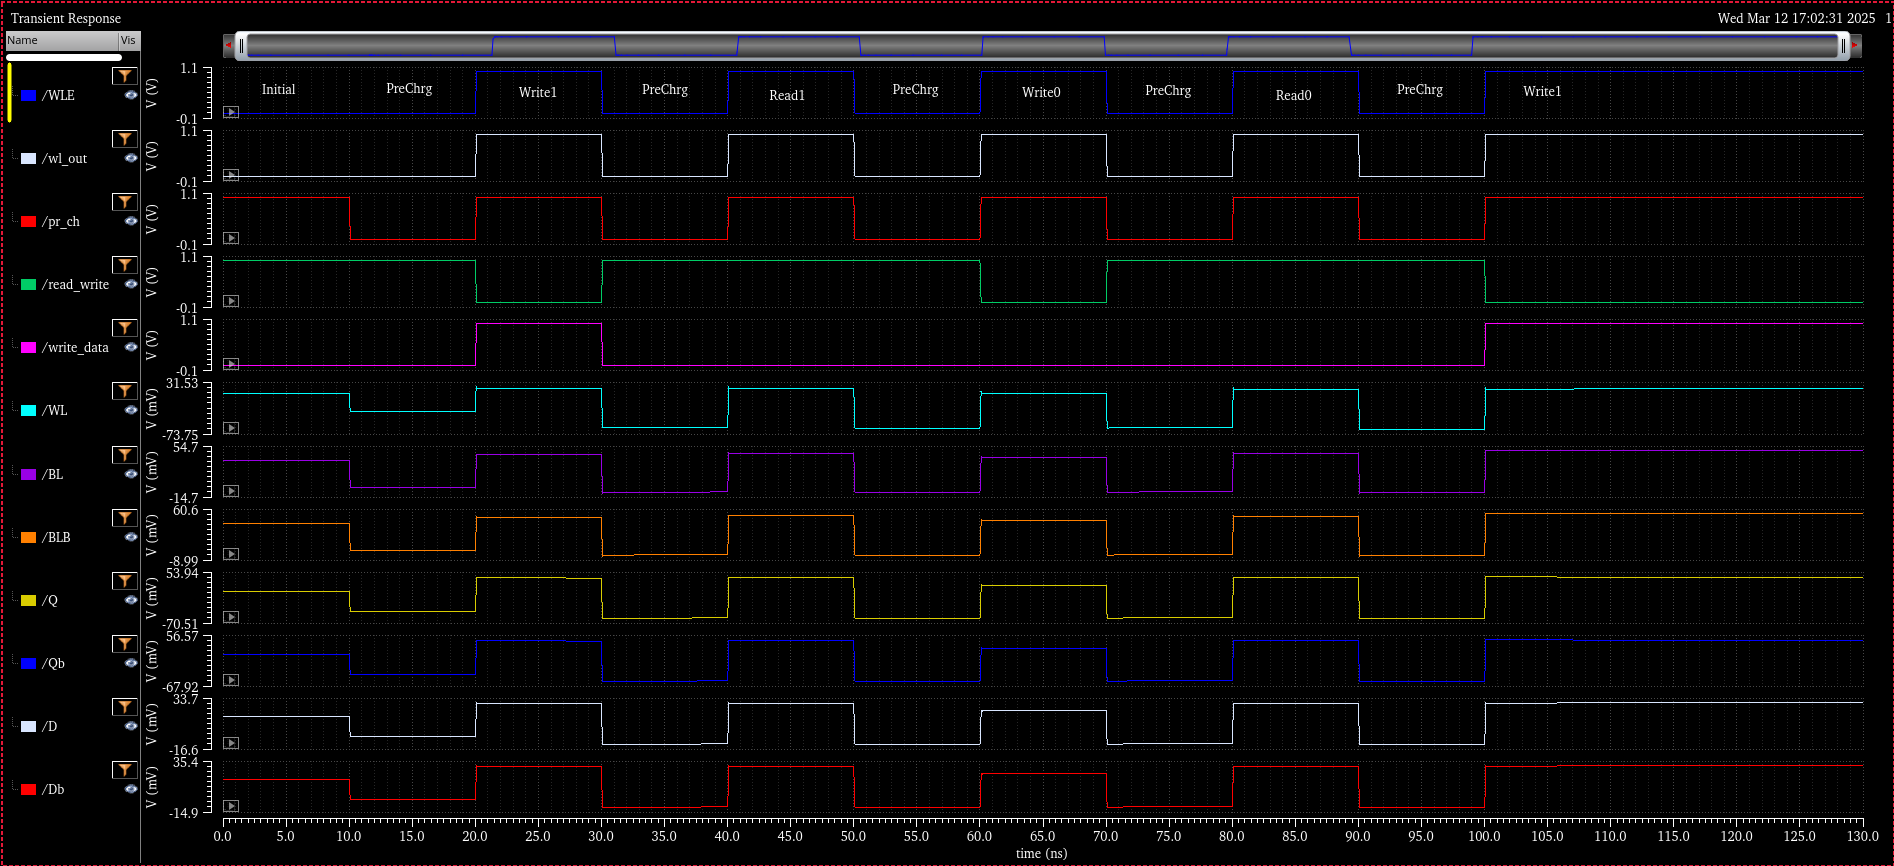 Transient Response
Wed Mar 12 17:02:31 2025 1
Name Vis
/WLE
V (V)
1.1
-0.1
Initial PreChrg Write1 PreChrg Read1 PreChrg Write0 PreChrg Read0 PreChrg Write1
/wl_out
V (V)
1.1
-0.1
/pr_ch
V (V)
1.1
-0.1
/read_write
V (V)
1.1
-0.1
/write_data
V (V)
1.1
-0.1
/WL
V (mV)
31.53
-73.75
/BL
V (mV)
54.7
-14.7
/BLB
V (mV)
60.6
-8.99
/Q
V (mV)
53.94
-70.51
/Qb
V (mV)
56.57
-67.92
/D
V (mV)
33.7
-16.6
/Db
V (mV)
35.4
-14.9
0.0 5.0 10.0 15.0 20.0 25.0 30.0 35.0 40.0 45.0 50.0 55.0 60.0 65.0 70.0 75.0 80.0 85.0 90.0 95.0 100.0 105.0 110.0 115.0 120.0 125.0 130.0
time (ns)